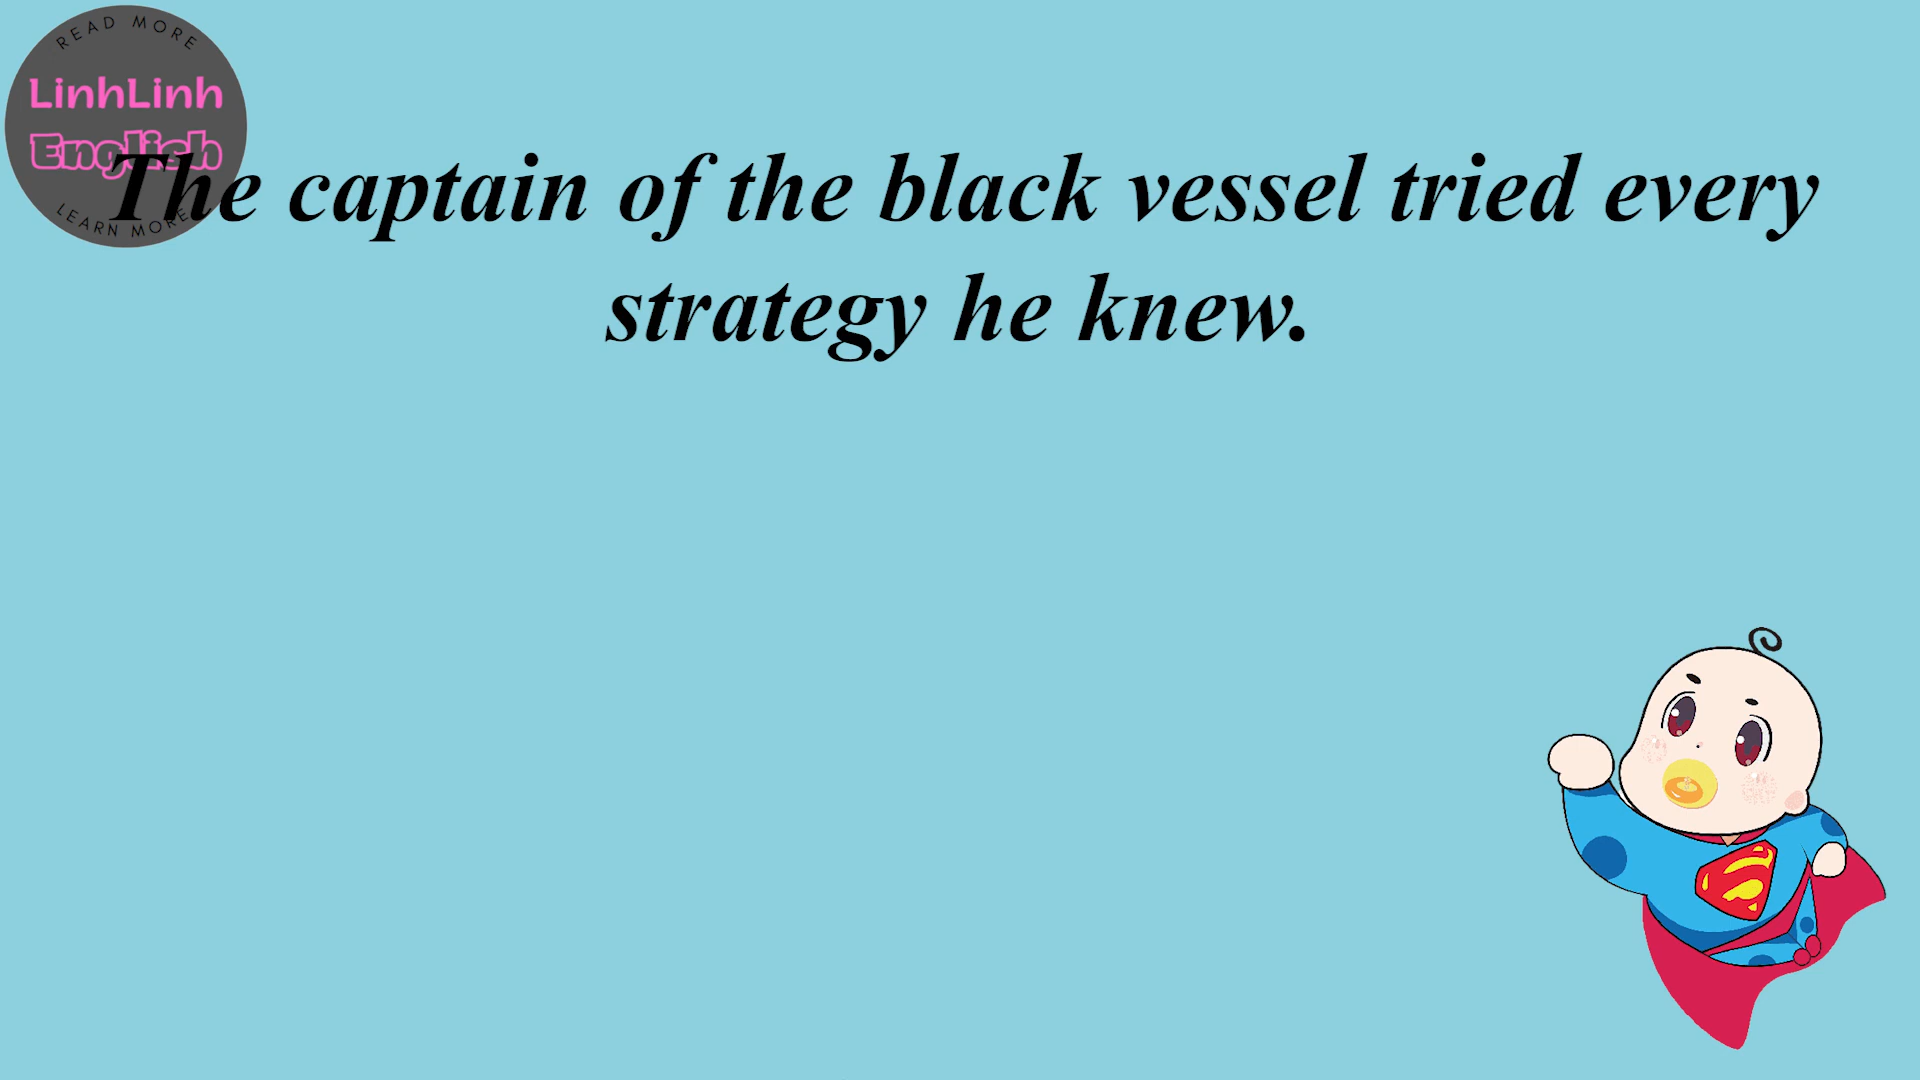 READ MORE
LinhLinh
English
LEARN MORE
The captain of the black vessel tried every
strategy he knew.